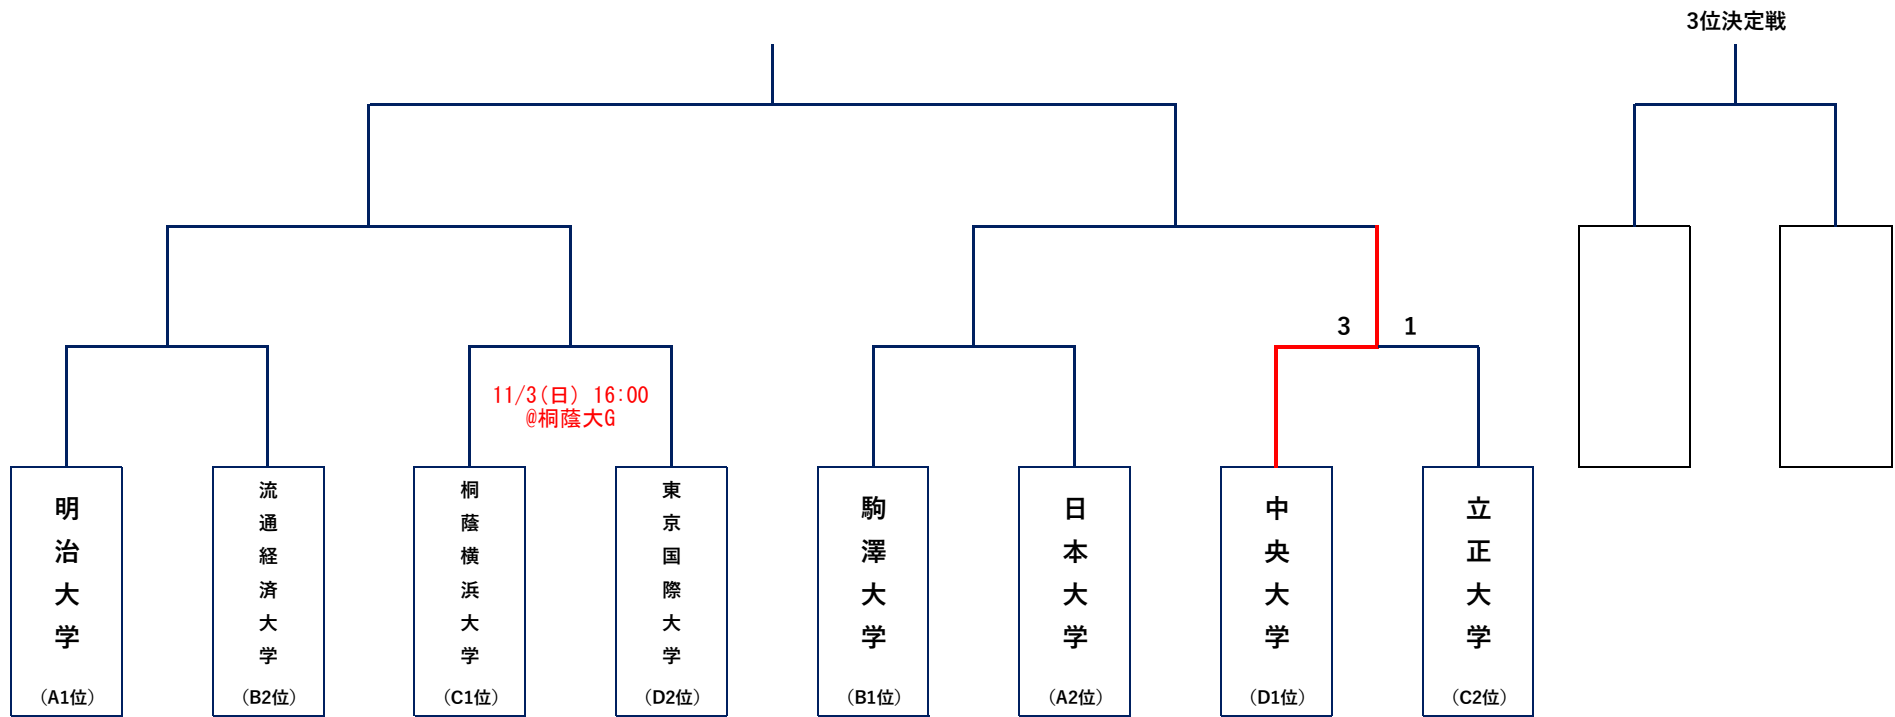 3位決定戦
3 1
11/3(日) 16:00
@桐蔭大G
明治大学
(A1位)
流通経済大学
(B2位)
桐蔭横浜大学
(C1位)
東京国際大学
(D2位)
駒澤大学
(B1位)
日本大学
(A2位)
中央大学
(D1位)
立正大学
(C2位)